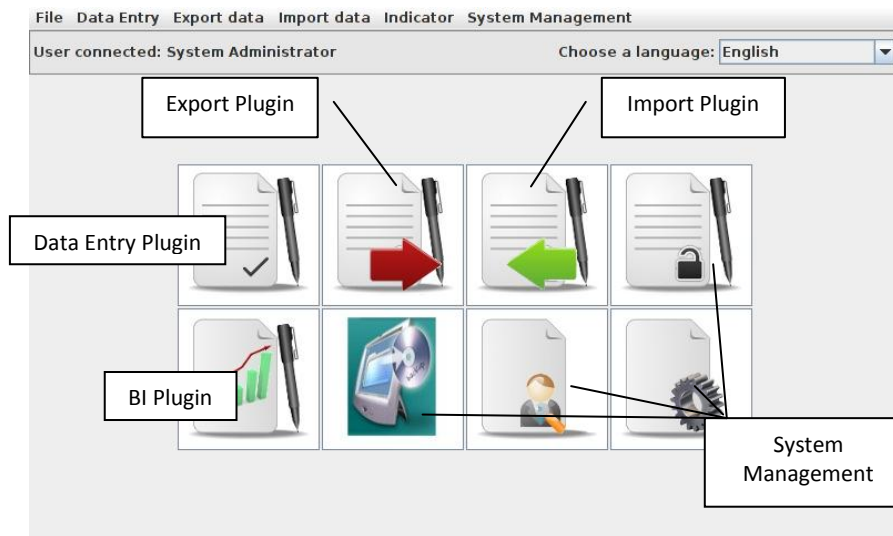 File Data Entry Export data Import data Indicator System Management
User connected: System Administrator Choose a language: English
Export Plugin
Import Plugin
Data Entry Plugin
BI Plugin
System
Management